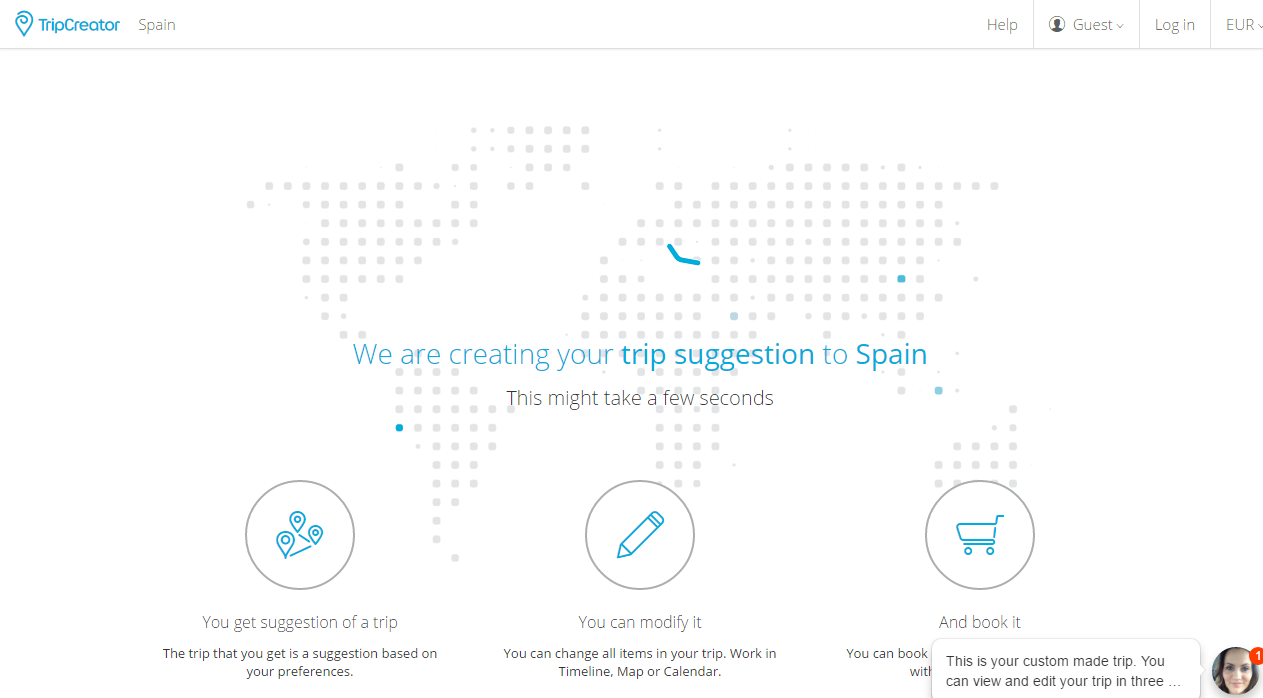 TripCreator
Spain
Help
Guest
Log in
EUR
We are creating your trip suggestion to Spain
This might take a few seconds
You get suggestion of a trip
The trip that you get is a suggestion based on
your preferences.
You can modify it
You can change all items in your trip. Work in
Timeline, Map or Calendar.
And book it
You can book
This is your custom made trip. You
can view and edit your trip in three ...
1